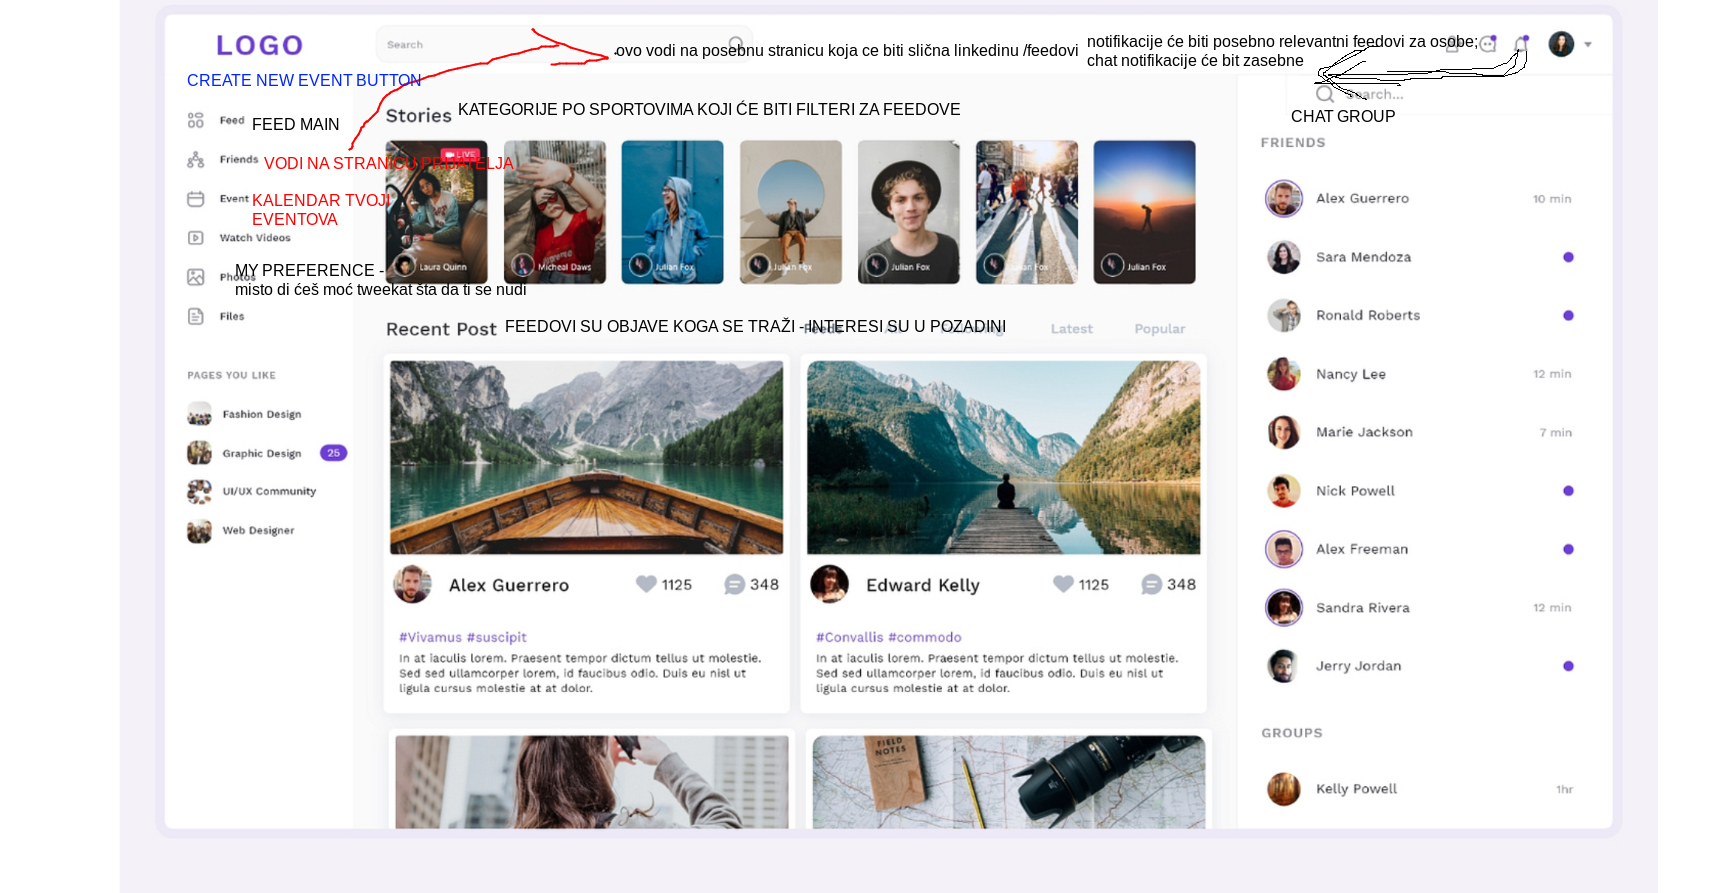 LOGO
Search
ovo vodi na posebnu stranicu koja ce biti slična linkedinu /feedovi
notifikacije će biti posebno relevantni feedovi za osobe;
chat notifikacije će bit zasebne
CREATE NEW EVENT BUTTON
Search...
Feed
FEED MAIN
Stories
KATEGORIJE PO SPORTOVIMA KOJI ĆE BITI FILTERI ZA FEEDOVE
CHAT GROUP
Friends
VODI NA STRANICU PRIJATELJA
LIVE
Event
KALENDAR TVOJI
EVENTOVA
Watch Videos
Photos
MY PREFERENCE -
misto di ćeš moć tweekat šta da ti se nudi
Files
Laura Quinn
Micheal Daws
Julian Fox
Julian Fox
Julian Fox
Julian Fox
Julian Fox
Recent Post
FEEDOVI SU OBJAVE KOGA SE TRAŽI - INTERESI SU U POZADINI
Feeds
Following
Latest
Popular
PAGES YOU LIKE
Fashion Design
Graphic Design
25
UI/UX Community
Web Designer
Alex Guerrero
1125
348
#Vivamus #suscipit
In at iaculis lorem. Praesent tempor dictum tellus ut molestie.
Sed sed ullamcorper lorem, id faucibus odio. Duis eu nisl ut
ligula cursus molestie at at dolor.
Edward Kelly
1125
348
#Convallis #commodo
In at iaculis lorem. Praesent tempor dictum tellus ut molestie.
Sed sed ullamcorper lorem, id faucibus odio. Duis eu nisl ut
ligula cursus molestie at at dolor.
FIELD
NOTES
FRIENDS
Alex Guerrero
10 min
Sara Mendoza
Ronald Roberts
Nancy Lee
12 min
Marie Jackson
7 min
Nick Powell
Alex Freeman
Sandra Rivera
12 min
Jerry Jordan
GROUPS
Kelly Powell
1hr